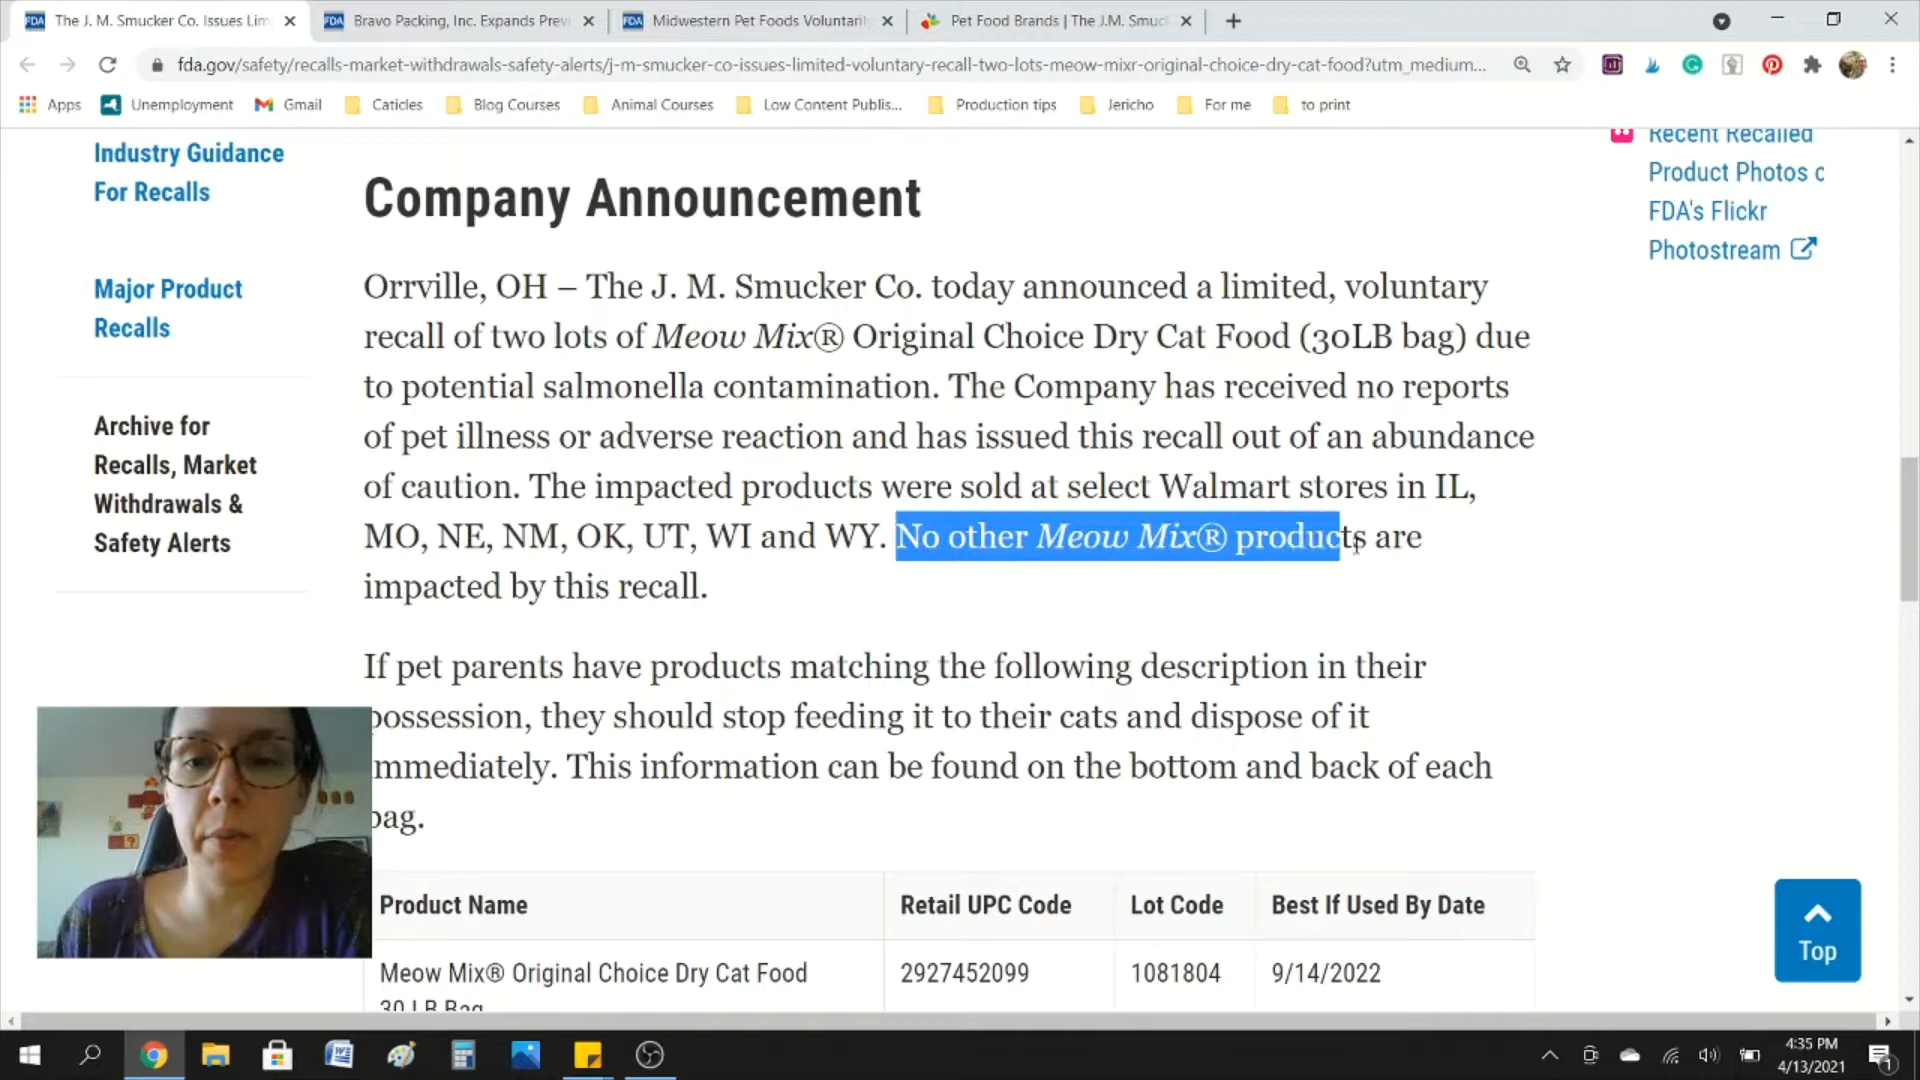 The J. M. Smucker Co. Issues Lim
Bravo Packing, Inc. Expands Prev
Midwestern Pet Foods Voluntaril
Pet Food Brands | The J.M. Smuc
fda.gov/safety/recalls-market-withdrawals-safety-alerts/j-m-smucker-co-issues-limited-voluntary-recall-two-lots-meow-mixr-original-choice-dry-cat-food?utm_medium...
Apps
Unemployment
Gmail
Caticles
Blog Courses
Animal Courses
Low Content Publis...
Production tips
Jericho
For me
to print
Industry Guidance
For Recalls
Major Product
Recalls
Archive for
Recalls, Market
Withdrawals &
Safety Alerts
Company Announcement
Orrville, OH – The J. M. Smucker Co. today announced a limited, voluntary
recall of two lots of Meow Mix® Original Choice Dry Cat Food (30LB bag) due
to potential salmonella contamination. The Company has received no reports
of pet illness or adverse reaction and has issued this recall out of an abundance
of caution. The impacted products were sold at select Walmart stores in IL,
MO, NE, NM, OK, UT, WI and WY. No other Meow Mix® products are
impacted by this recall.
If pet parents have products matching the following description in their
possession, they should stop feeding it to their cats and dispose of it
immediately. This information can be found on the bottom and back of each
bag.
Product Name Retail UPC Code Lot Code Best If Used By Date
Meow Mix® Original Choice Dry Cat Food 2927452099 1081804 9/14/2022
30 LB Bag
Recent Recalled
Product Photos
FDA's Flickr
Photostream
Top
4:35 PM
4/13/2021
1